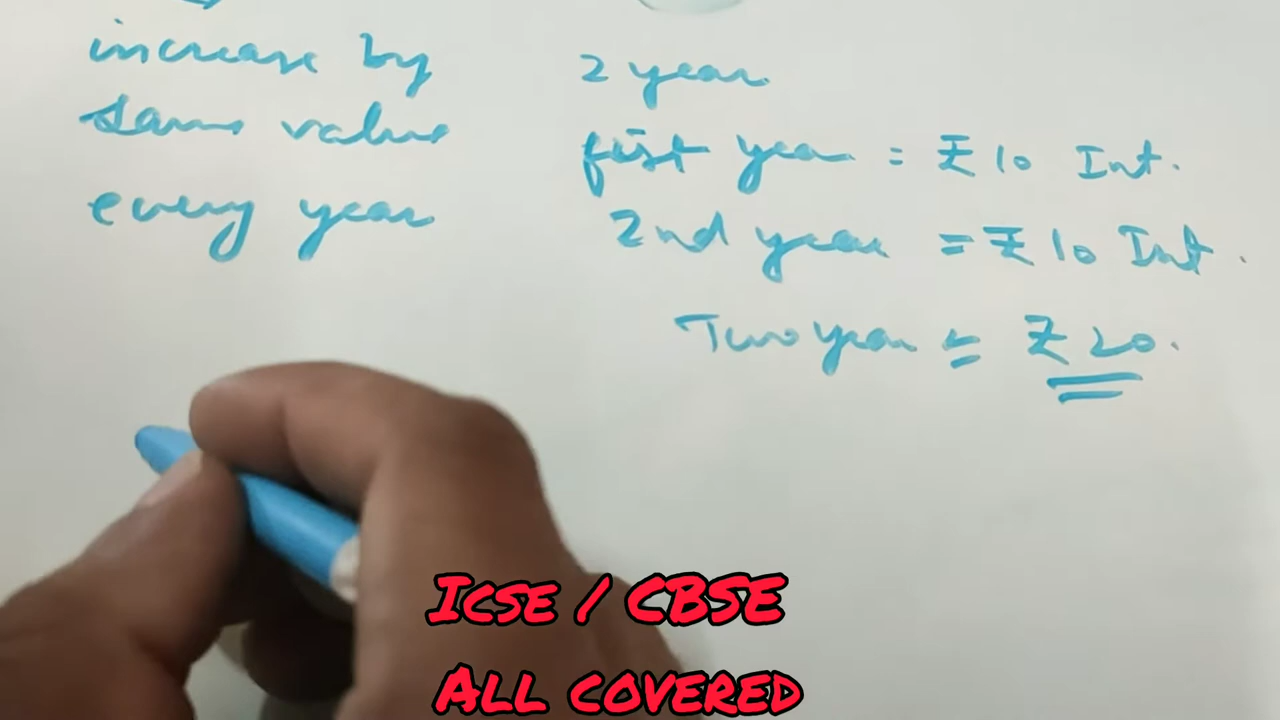 increase by
same value
every year
2 year
first year = ₹10 Int.
2nd year = ₹10 Int.
Two year = ₹20.
ICSE / CBSE
ALL COVERED